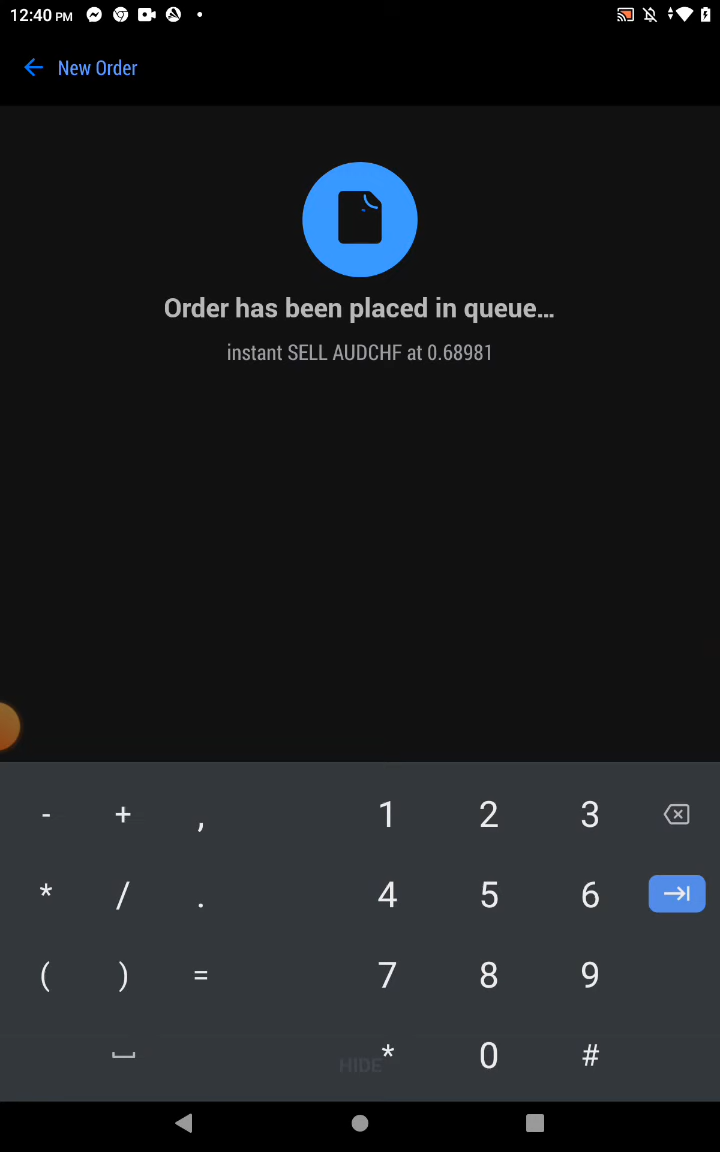 12:40 PM
New Order
Order has been placed in queue...
instant SELL AUDCHF at 0.68981
- + , 1 2 3
* / . 4 5 6
( ) = 7 8 9
HIDE * 0 #